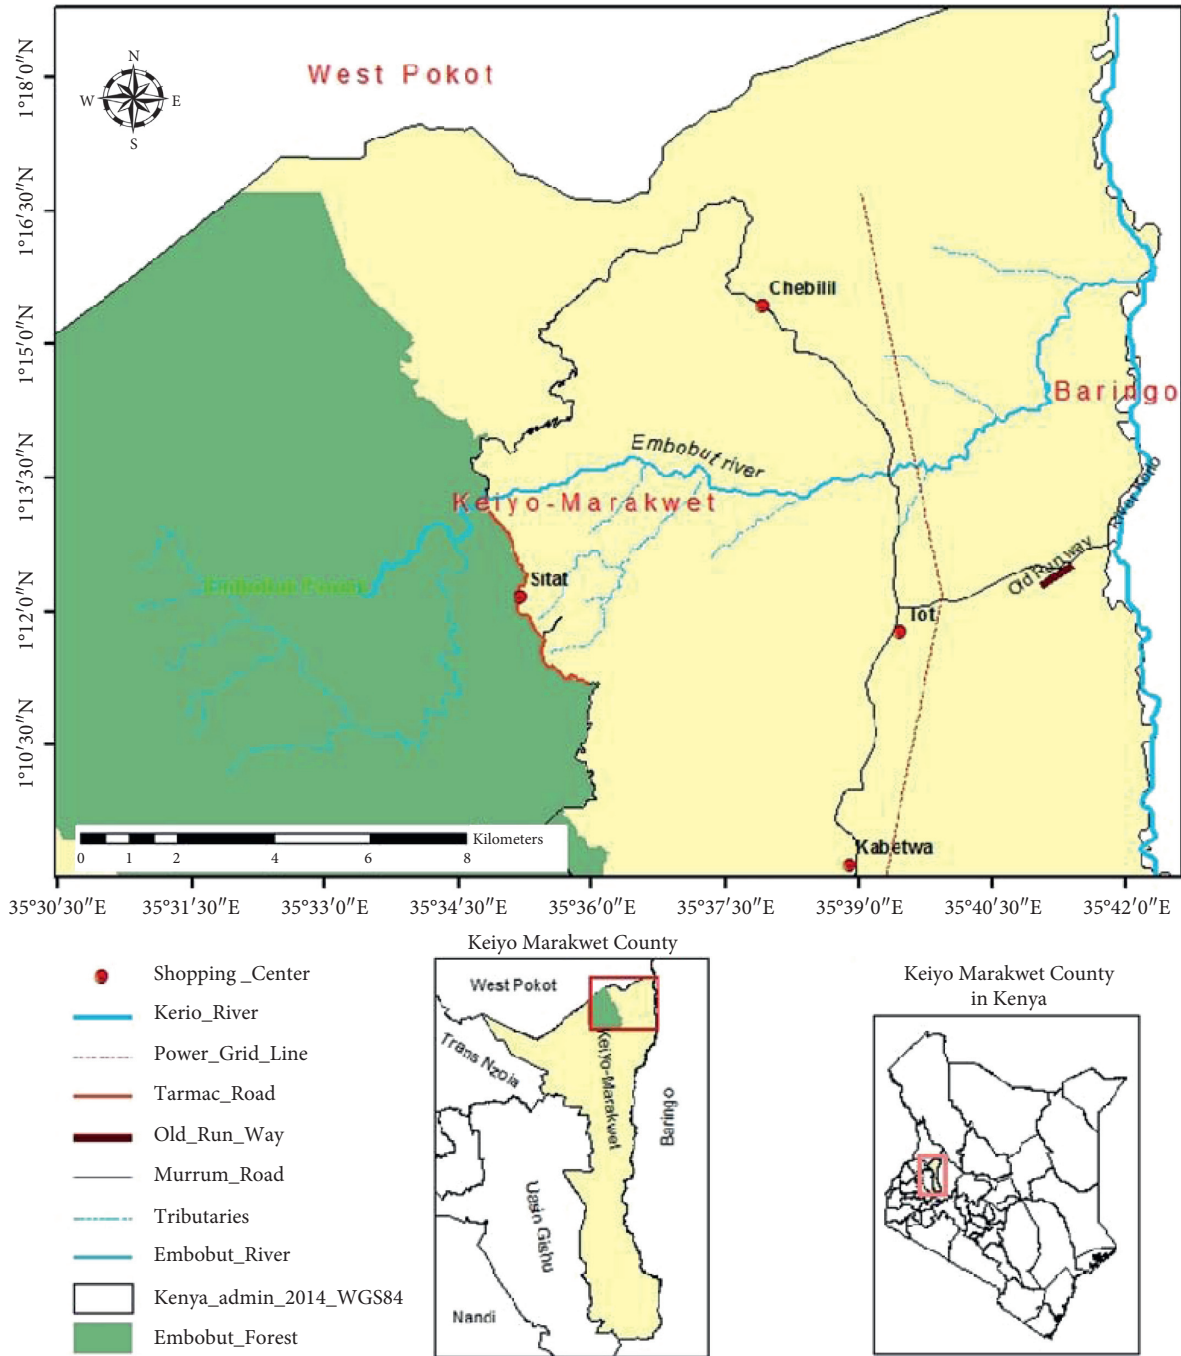 West Pokot
N
W E
S
1°18′0″N
1°16′30″N
1°15′0″N
1°13′30″N
1°12′0″N
1°10′30″N
Chebilil
Baringo
Embobut river
Keiyo-Marakwet
River Kerio
Sitat
Old Run way
Tot
Kabetwa
Kilometers
0 1 2 4 6 8
35°30′30″E 35°31′30″E 35°33′0″E 35°34′30″E 35°36′0″E 35°37′30″E 35°39′0″E 35°40′30″E 35°42′0″E
Shopping_Center
Kerio_River
Power_Grid_Line
Tarmac_Road
Old_Run_Way
Murrum_Road
Tributaries
Embobut_River
Kenya_admin_2014_WGS84
Embobut_Forest
Keiyo Marakwet County
West Pokot
Trans Nzoia
Keiyo-Marakwet
Baringo
Uasin Gishu
Nandi
Keiyo Marakwet County
in Kenya